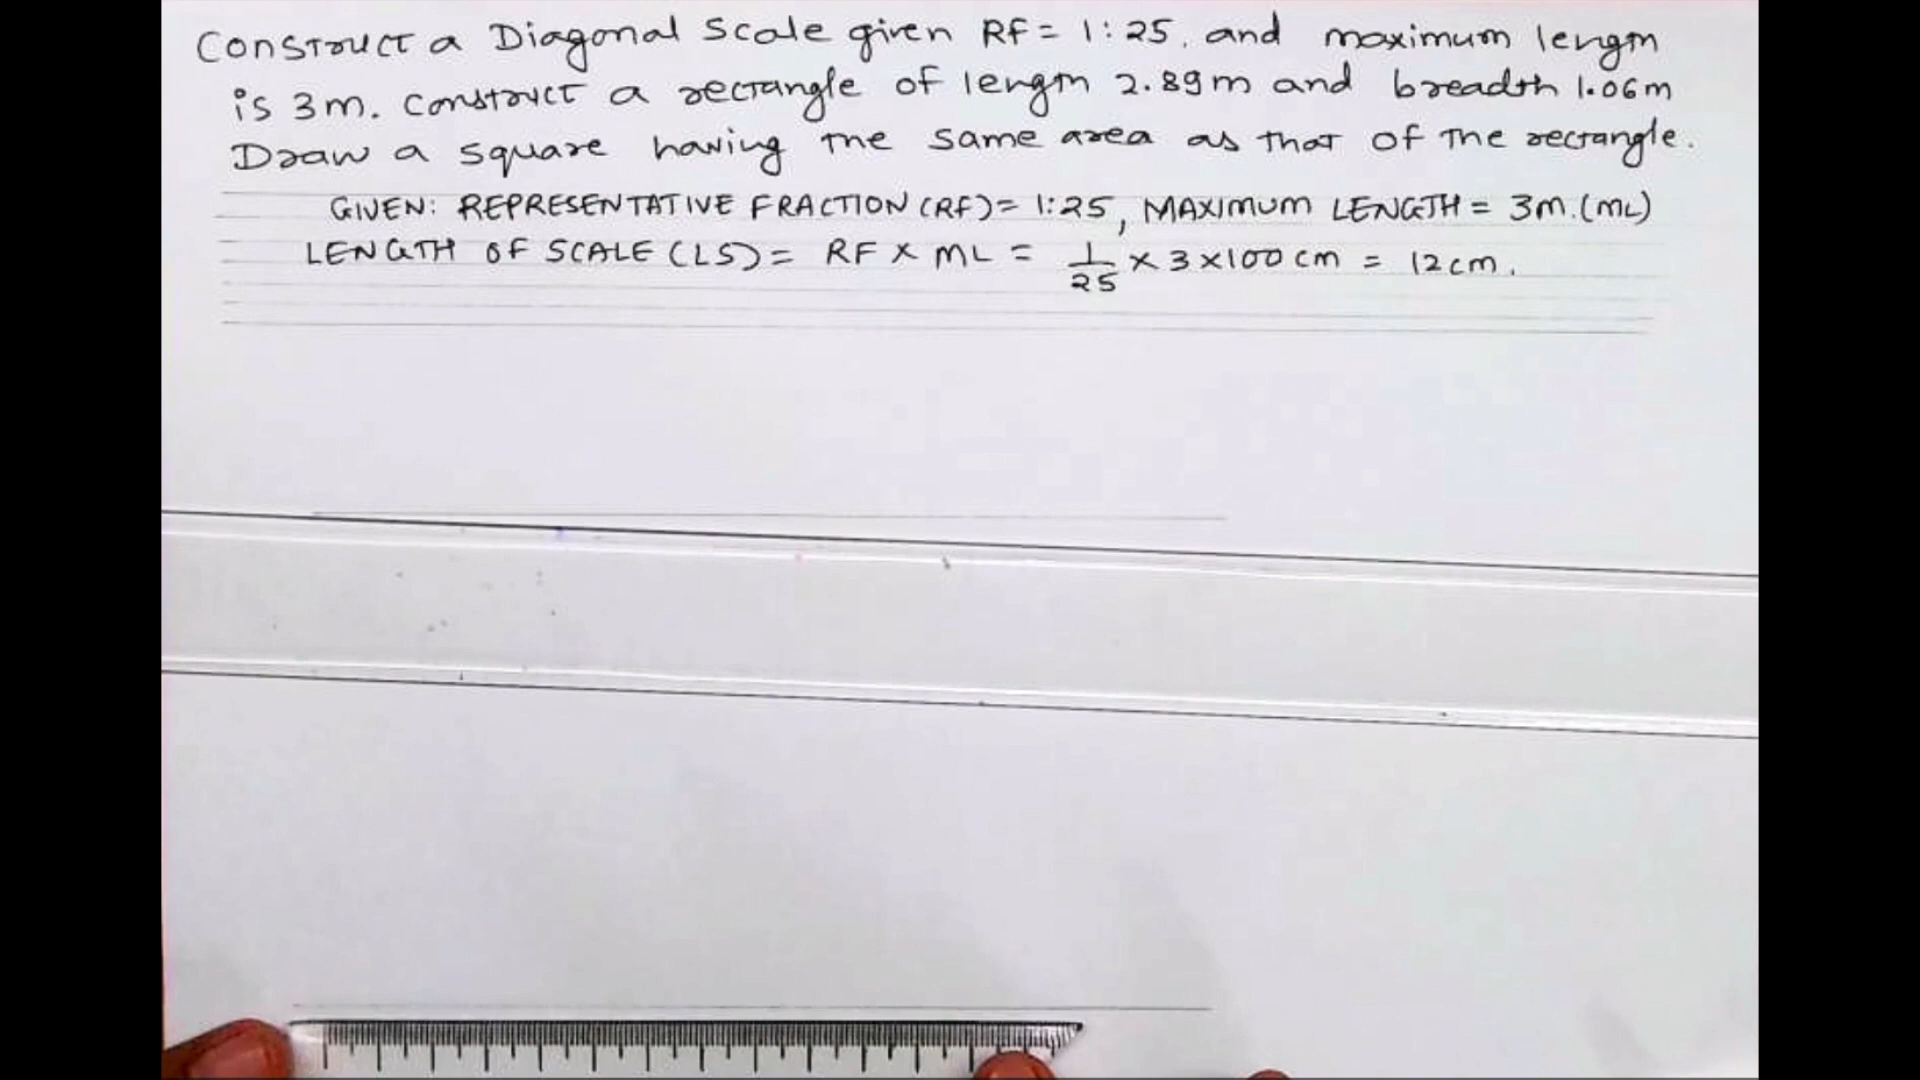 Construct a Diagonal Scale given RF = 1:25. and maximum length
is 3m. Construct a rectangle of length 2.89m and breadth 1.06m
Draw a square having the same area as that of the rectangle.
GIVEN: REPRESENTATIVE FRACTION (RF) = 1:25, MAXIMUM LENGTH = 3m. (ML)
LENGTH OF SCALE (LS) = RF X ML = 1/25 X 3 X 100 cm = 12 cm.